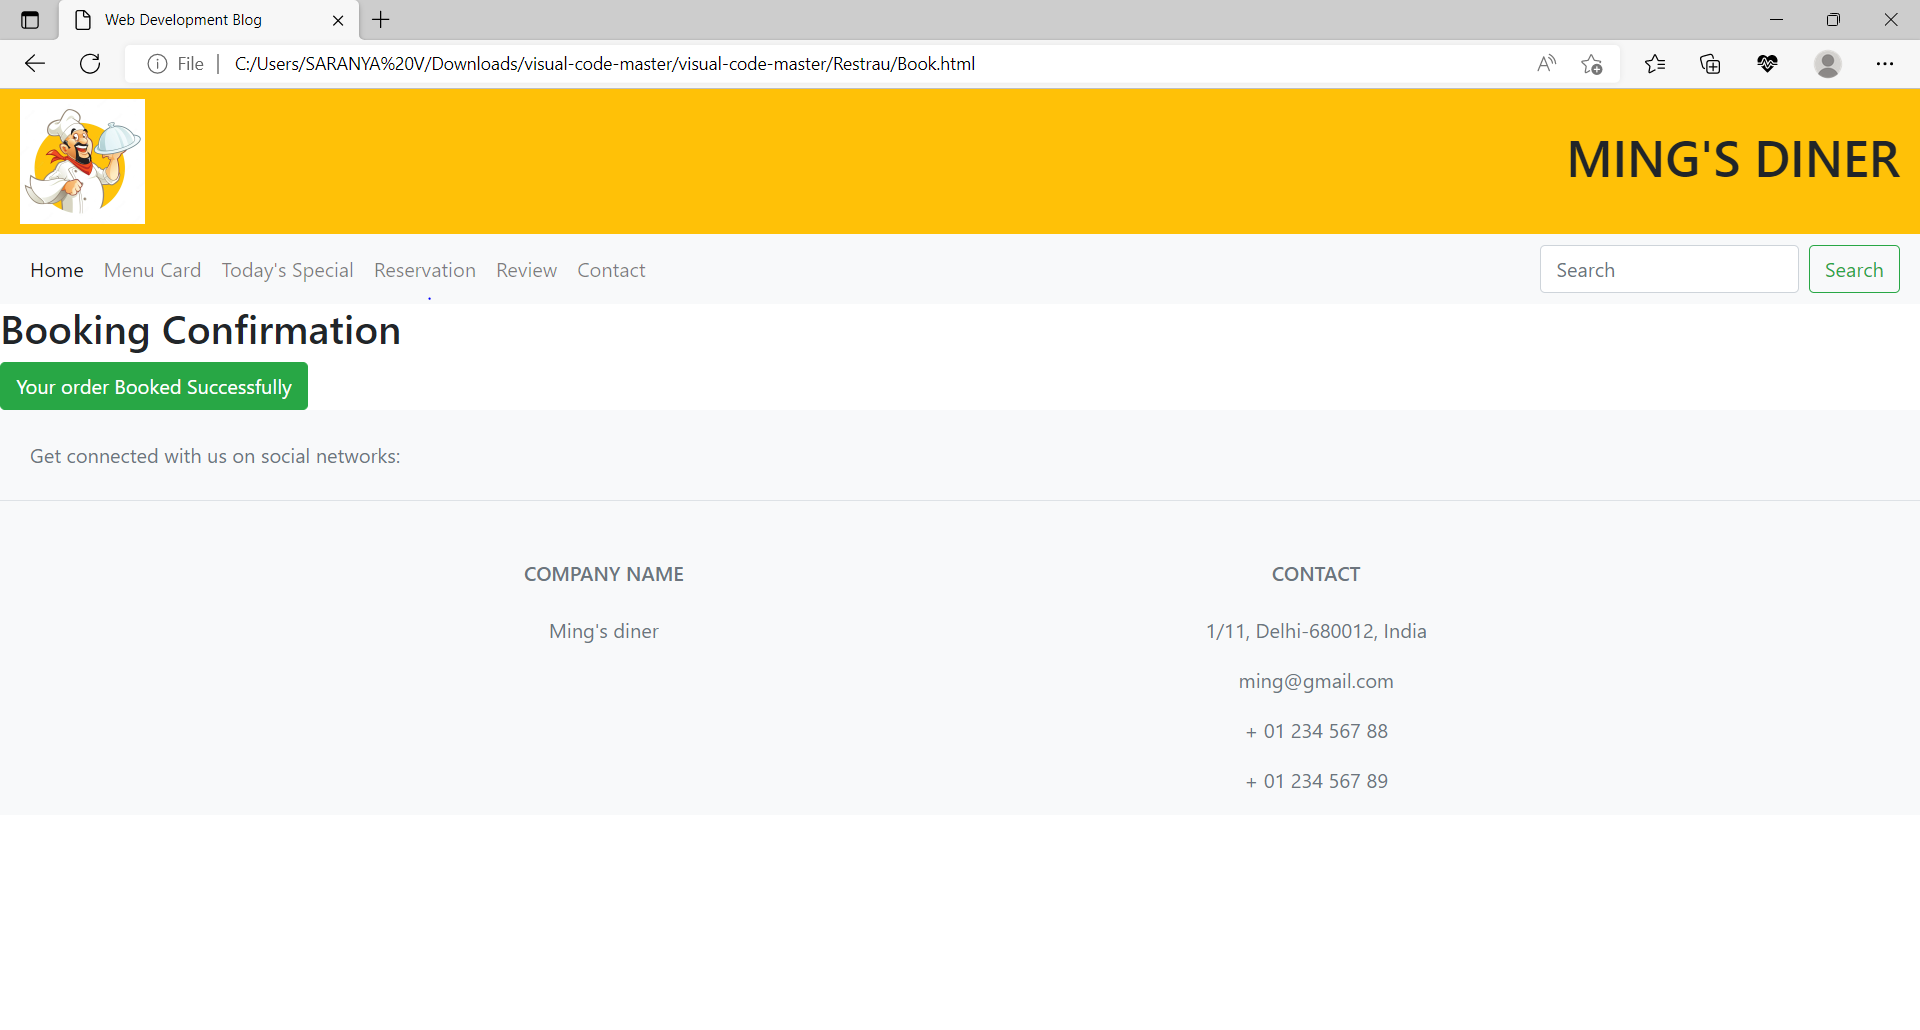 Web Development Blog
File C:/Users/SARANYA%20V/Downloads/visual-code-master/visual-code-master/Restrau/Book.html
MING'S DINER
Home Menu Card Today's Special Reservation Review Contact Search Search
Booking Confirmation
Your order Booked Successfully
Get connected with us on social networks:
COMPANY NAME
Ming's diner
CONTACT
1/11, Delhi-680012, India
ming@gmail.com
+ 01 234 567 88
+ 01 234 567 89